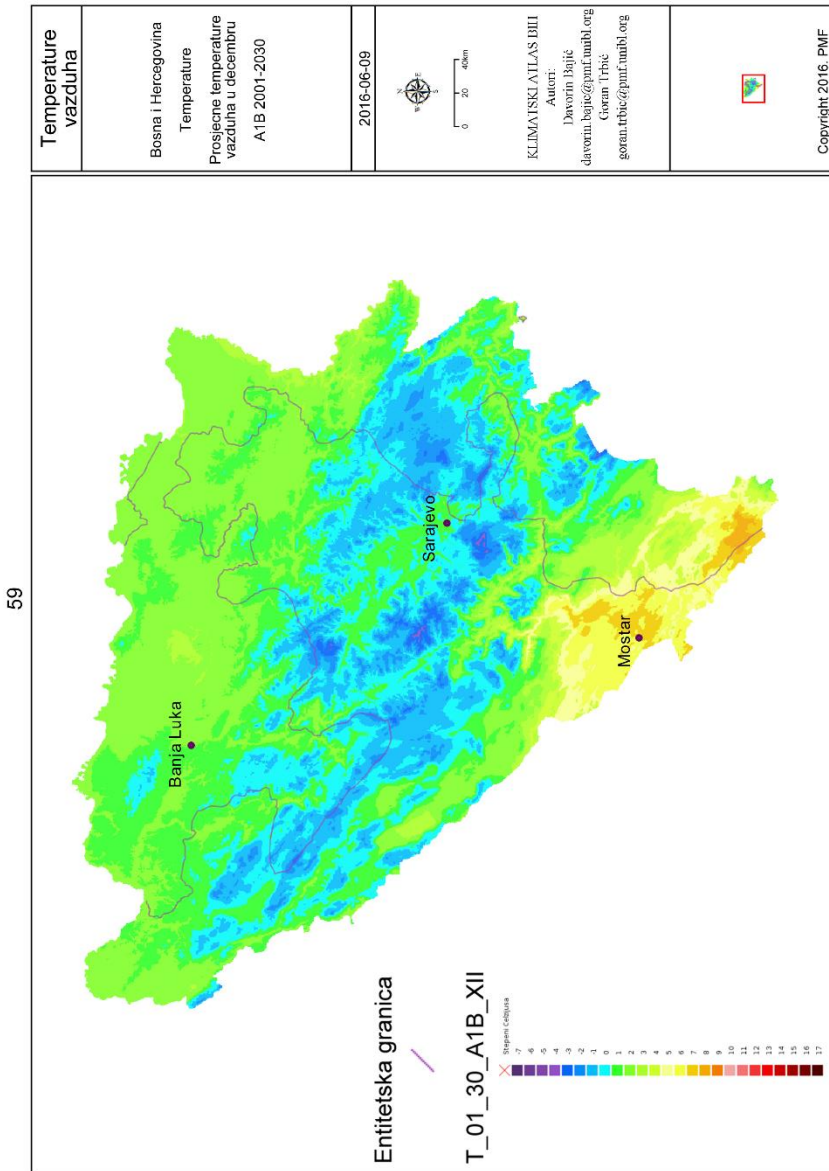 59
Temperature
vazduha
Bosna i Hercegovina
Temperature
Prosjecne temperature
vazduha u decembru
A1B 2001-2030
2016-06-09
N
W
E
S
0 20 40km
KLIMATSKI ATLAS BIH
Autori:
Davorin Bajić
davorin.bajic@pmf.unibl.org
Goran Trbić
goran.trbic@pmf.unibl.org
Copyright 2016. PMF
Banja Luka
Sarajevo
Mostar
Entitetska granica
T_01_30_A1B_XII
Stepeni Celzijusa
-7
-6
-5
-4
-3
-2
-1
0
1
2
3
4
5
6
7
8
9
10
11
12
13
14
15
16
17